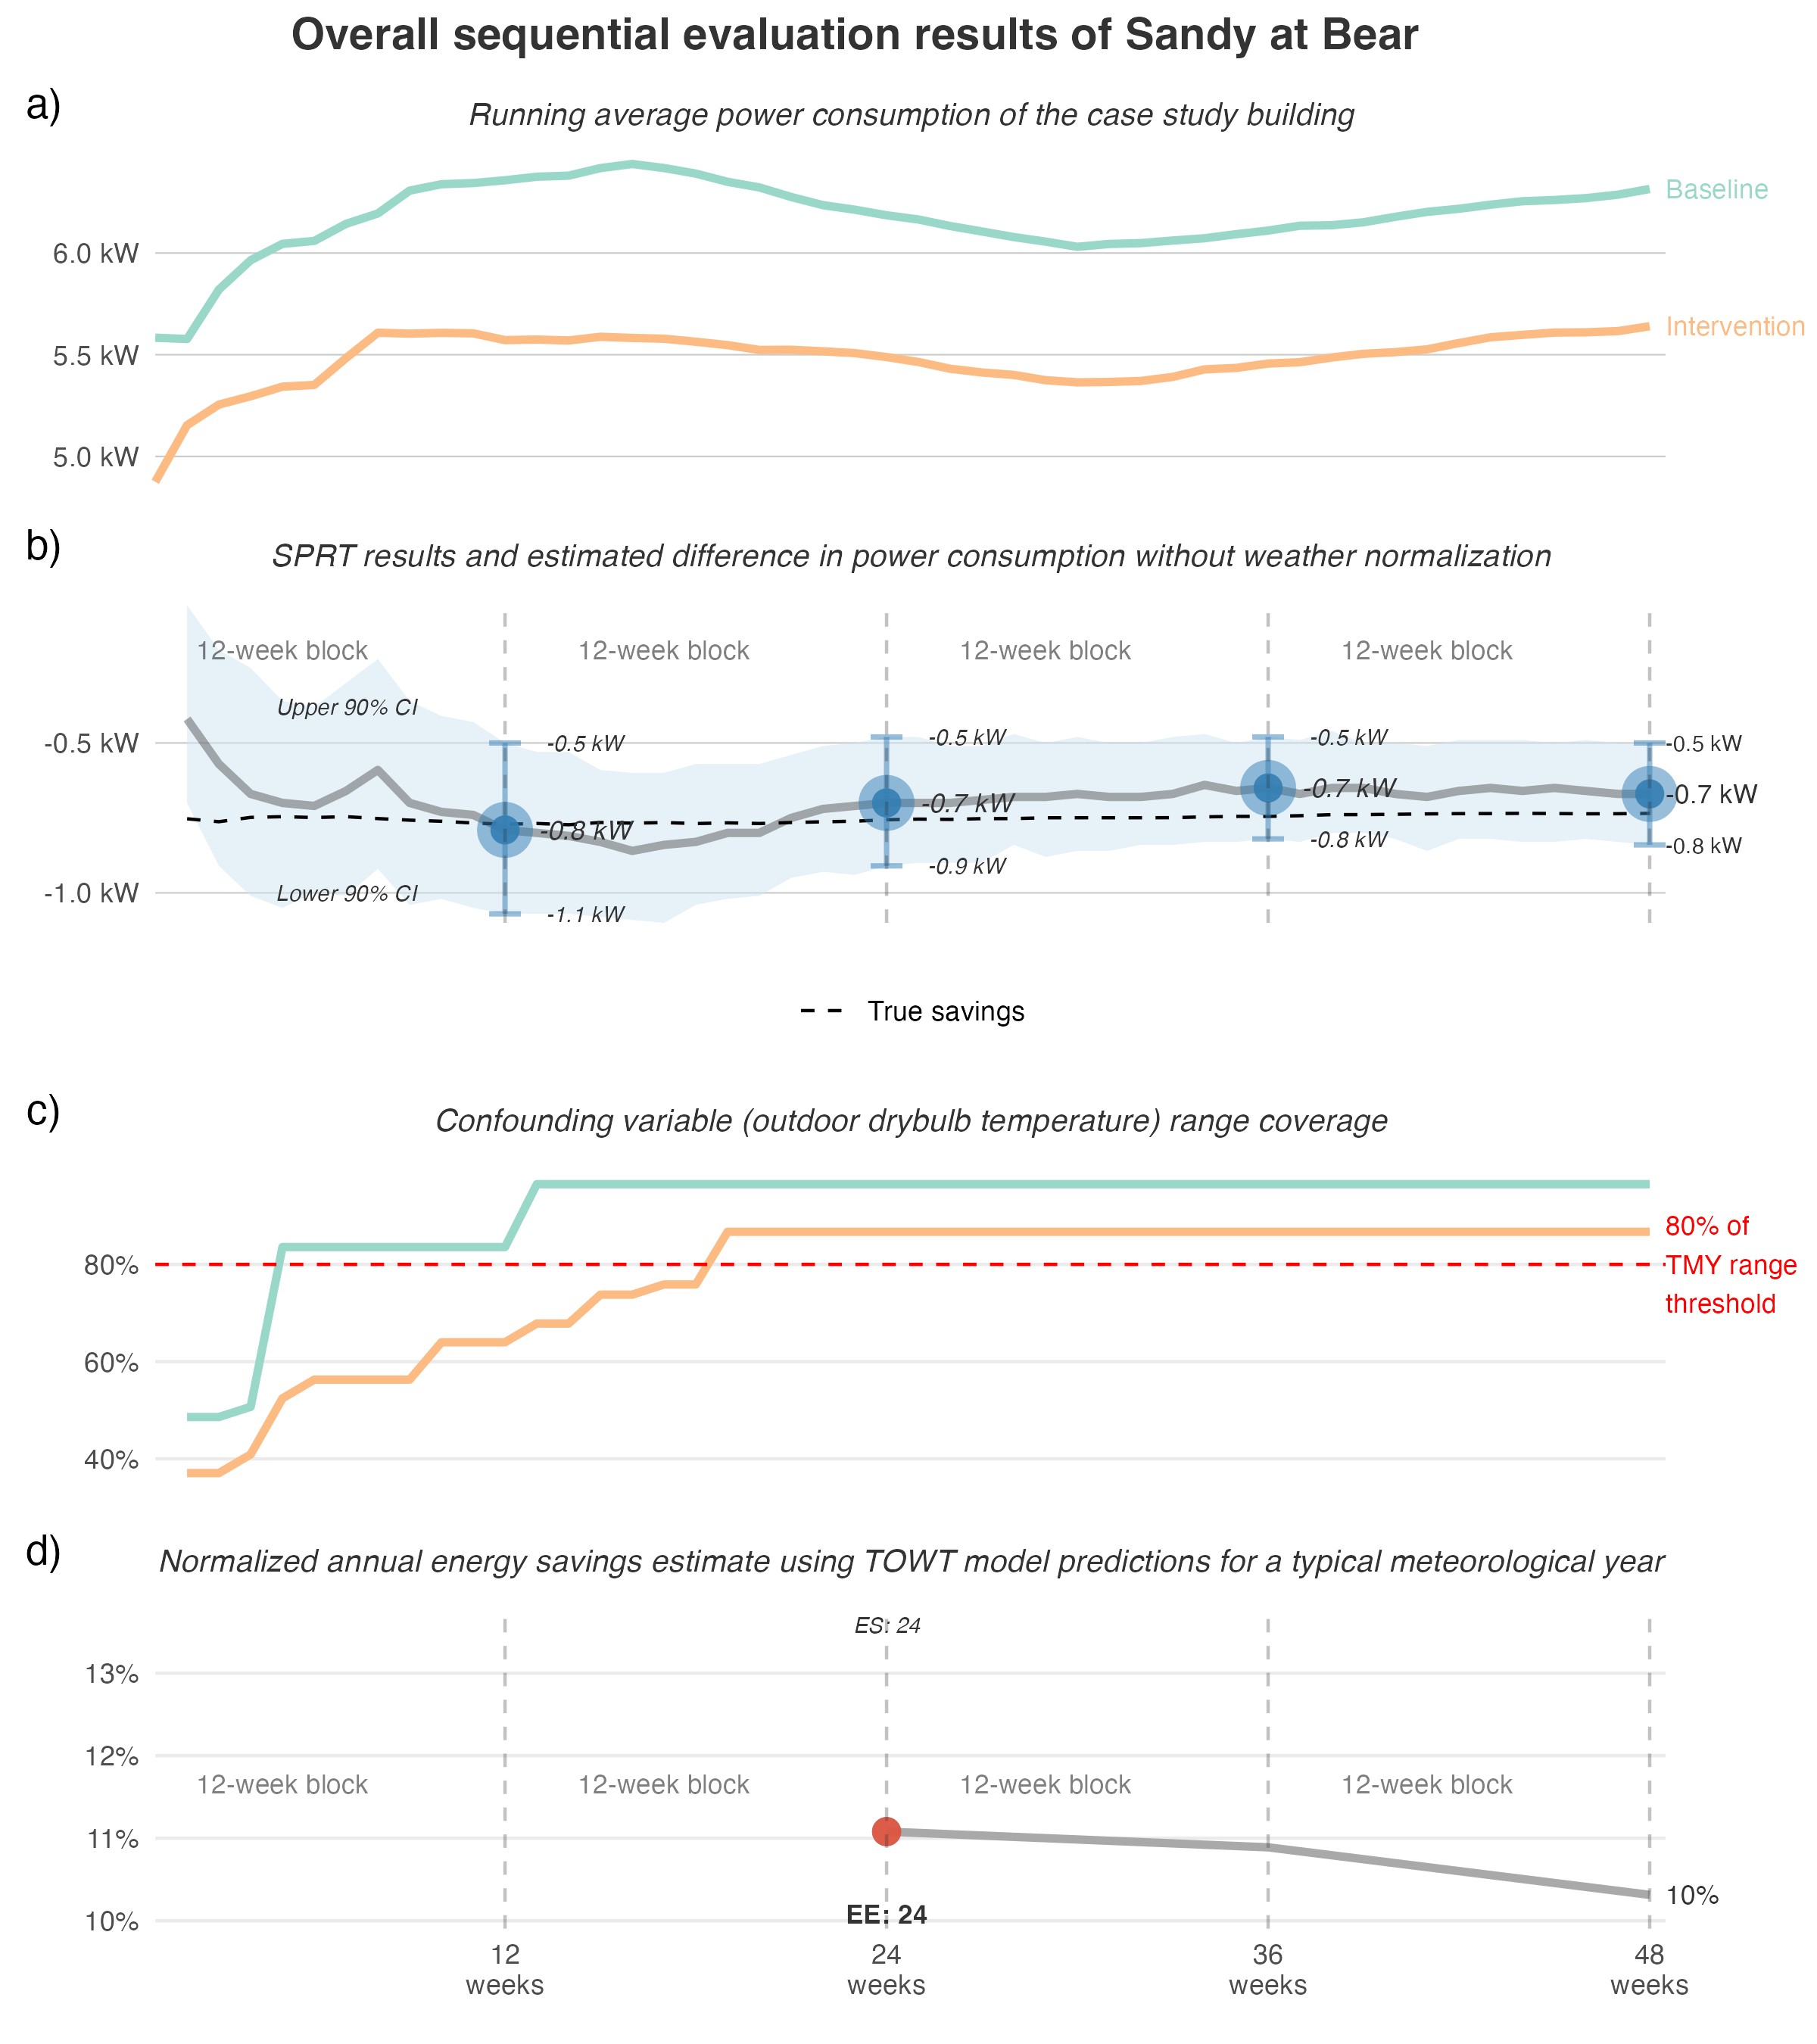 Overall sequential evaluation results of Sandy at Bear
a)
Running average power consumption of the case study building
Baseline
6.0 kW
Intervention
5.5 kW
5.0 kW
b)
SPRT results and estimated difference in power consumption without weather normalization
12-week block 12-week block 12-week block 12-week block
Upper 90% CI
-0.5 kW
-0.5 kW -0.5 kW -0.5 kW -0.5 kW
-0.8 kW -0.7 kW -0.7 kW -0.7 kW
-1.1 kW -0.9 kW -0.8 kW -0.8 kW
Lower 90% CI
-1.0 kW
True savings
c)
Confounding variable (outdoor drybulb temperature) range coverage
80% of
TMY range
threshold
80%
60%
40%
d)
Normalized annual energy savings estimate using TOWT model predictions for a typical meteorological year
ES: 24
13%
12%
12-week block 12-week block 12-week block 12-week block
11%
10%
EE: 24
10%
12 24 36 48
weeks weeks weeks weeks